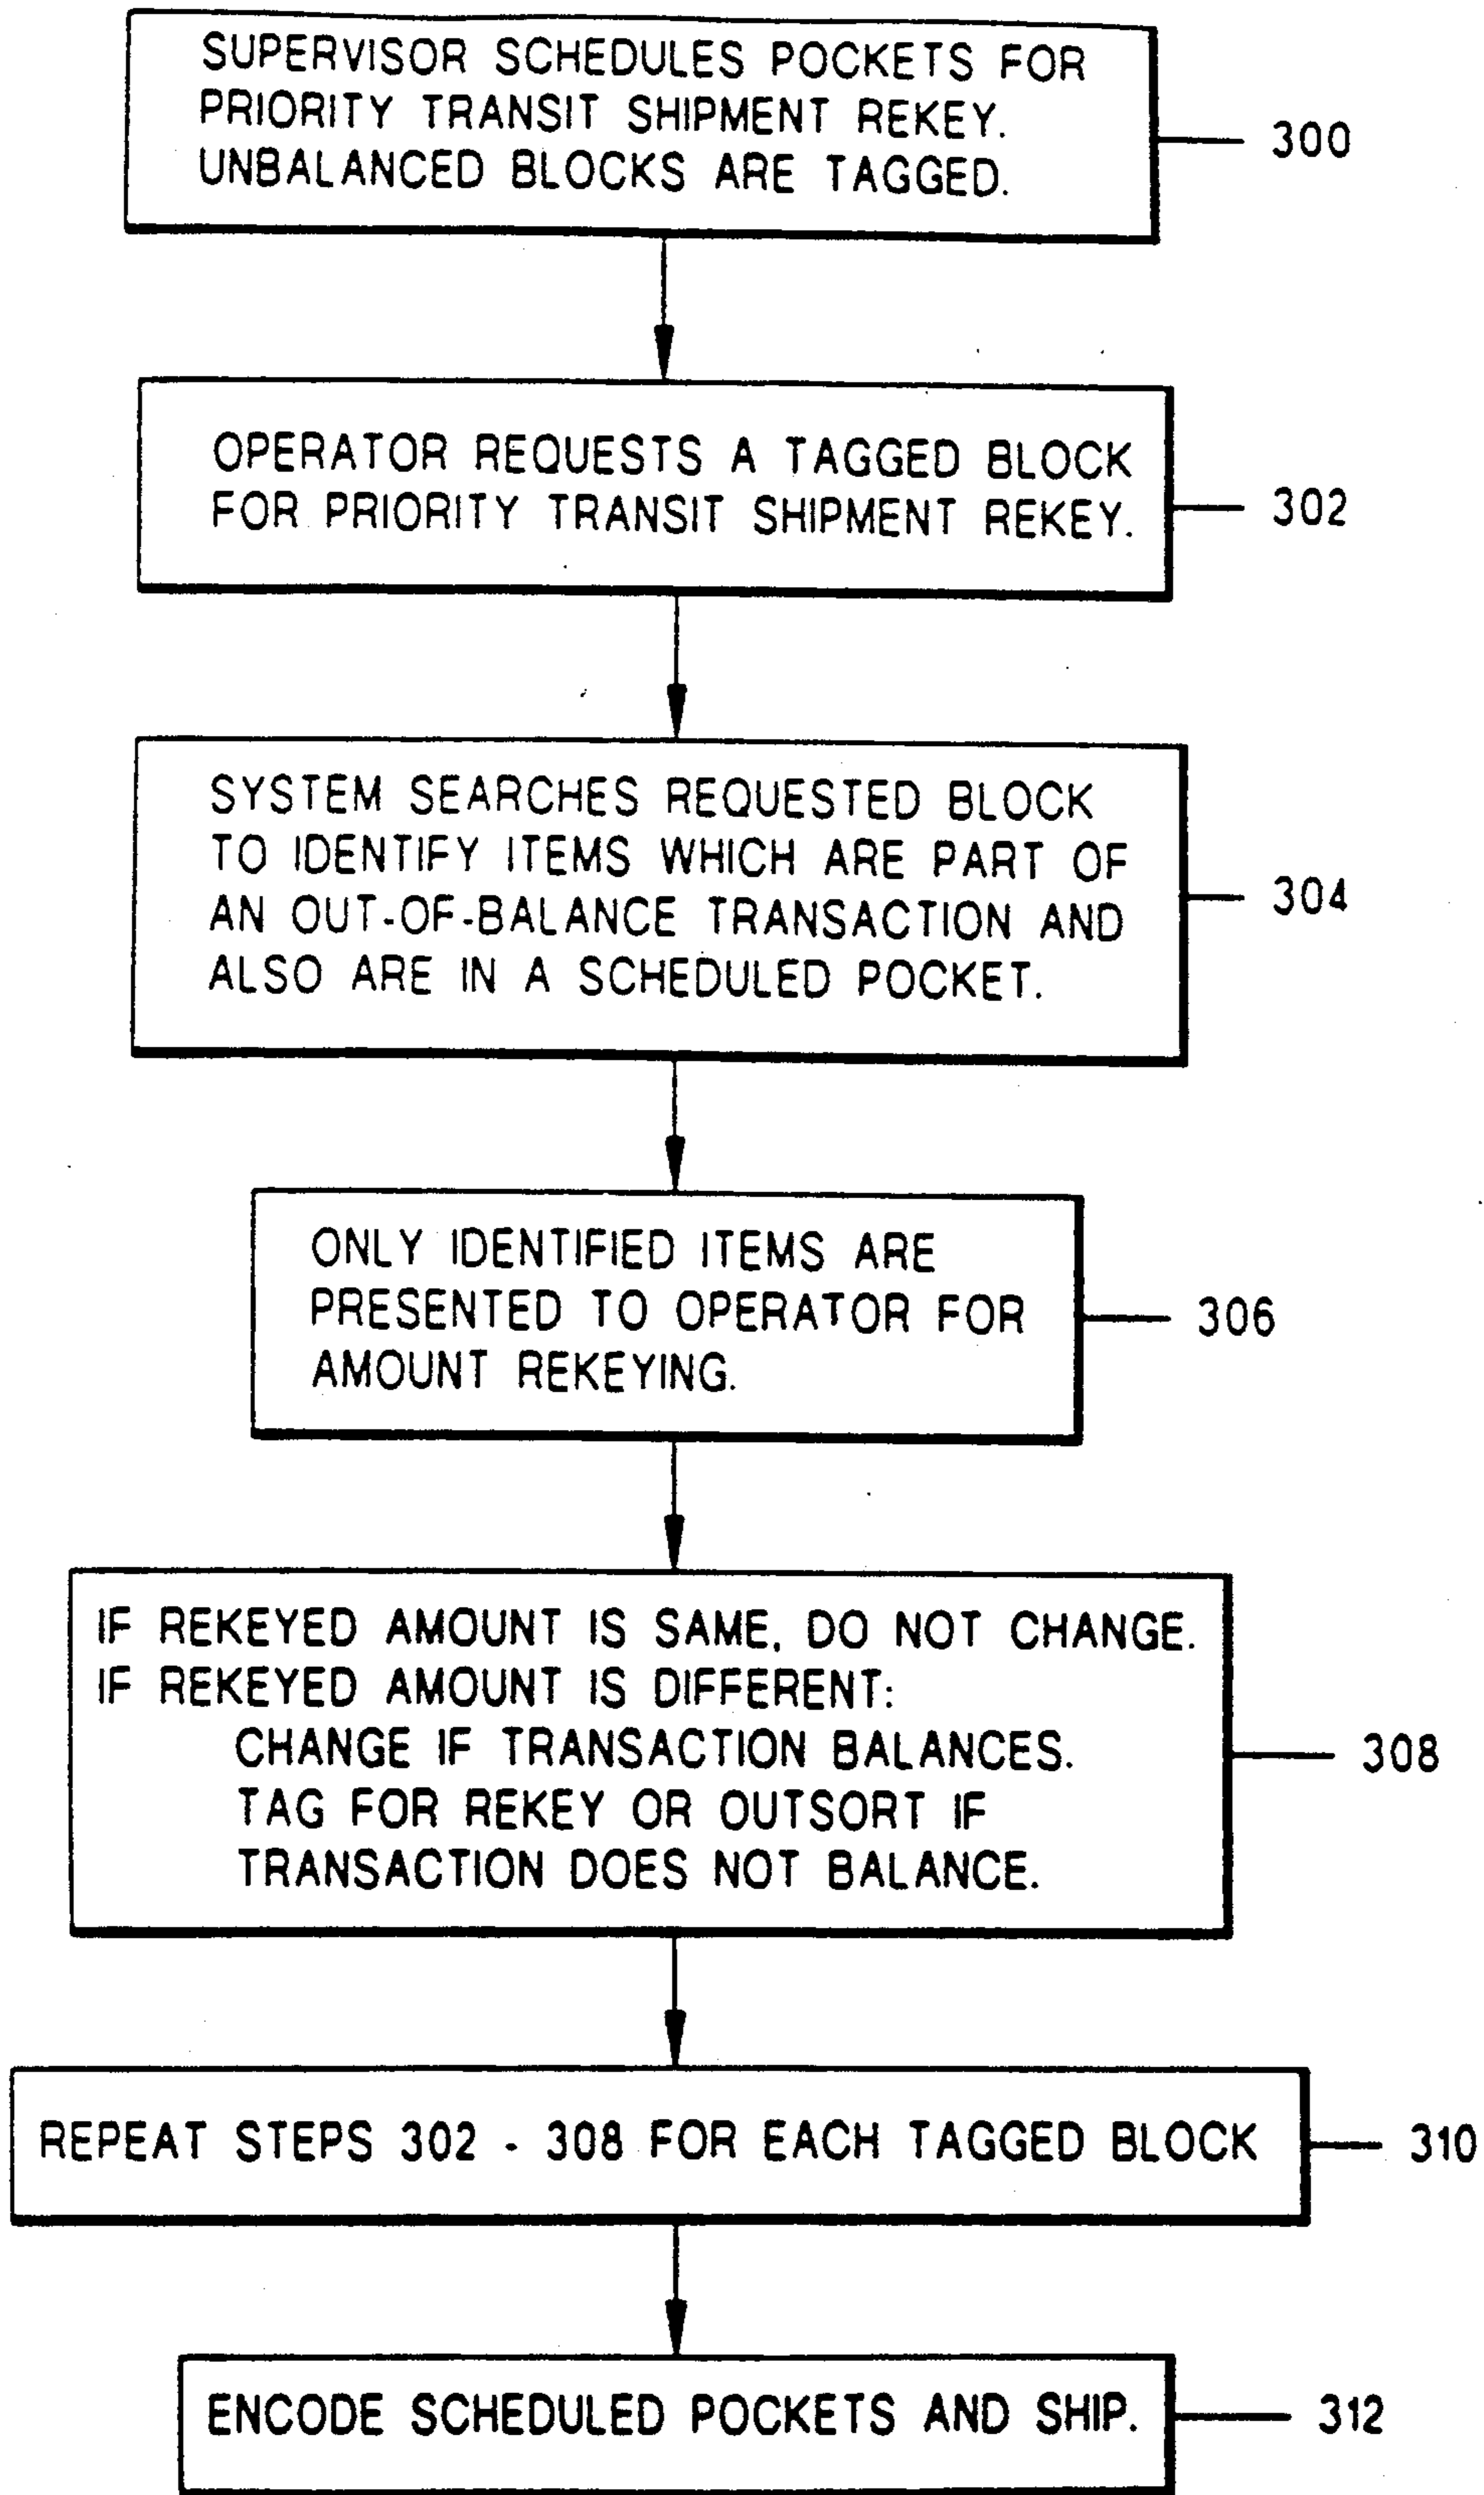 SUPERVISOR SCHEDULES POCKETS FOR
PRIORITY TRANSIT SHIPMENT REKEY.
UNBALANCED BLOCKS ARE TAGGED.
300
OPERATOR REQUESTS A TAGGED BLOCK
FOR PRIORITY TRANSIT SHIPMENT REKEY.
302
SYSTEM SEARCHES REQUESTED BLOCK
TO IDENTIFY ITEMS WHICH ARE PART OF
AN OUT-OF-BALANCE TRANSACTION AND
ALSO ARE IN A SCHEDULED POCKET.
304
ONLY IDENTIFIED ITEMS ARE
PRESENTED TO OPERATOR FOR
AMOUNT REKEYING.
306
IF REKEYED AMOUNT IS SAME, DO NOT CHANGE.
IF REKEYED AMOUNT IS DIFFERENT:
CHANGE IF TRANSACTION BALANCES.
TAG FOR REKEY OR OUTSORT IF
TRANSACTION DOES NOT BALANCE.
308
REPEAT STEPS 302 - 308 FOR EACH TAGGED BLOCK
310
ENCODE SCHEDULED POCKETS AND SHIP.
312